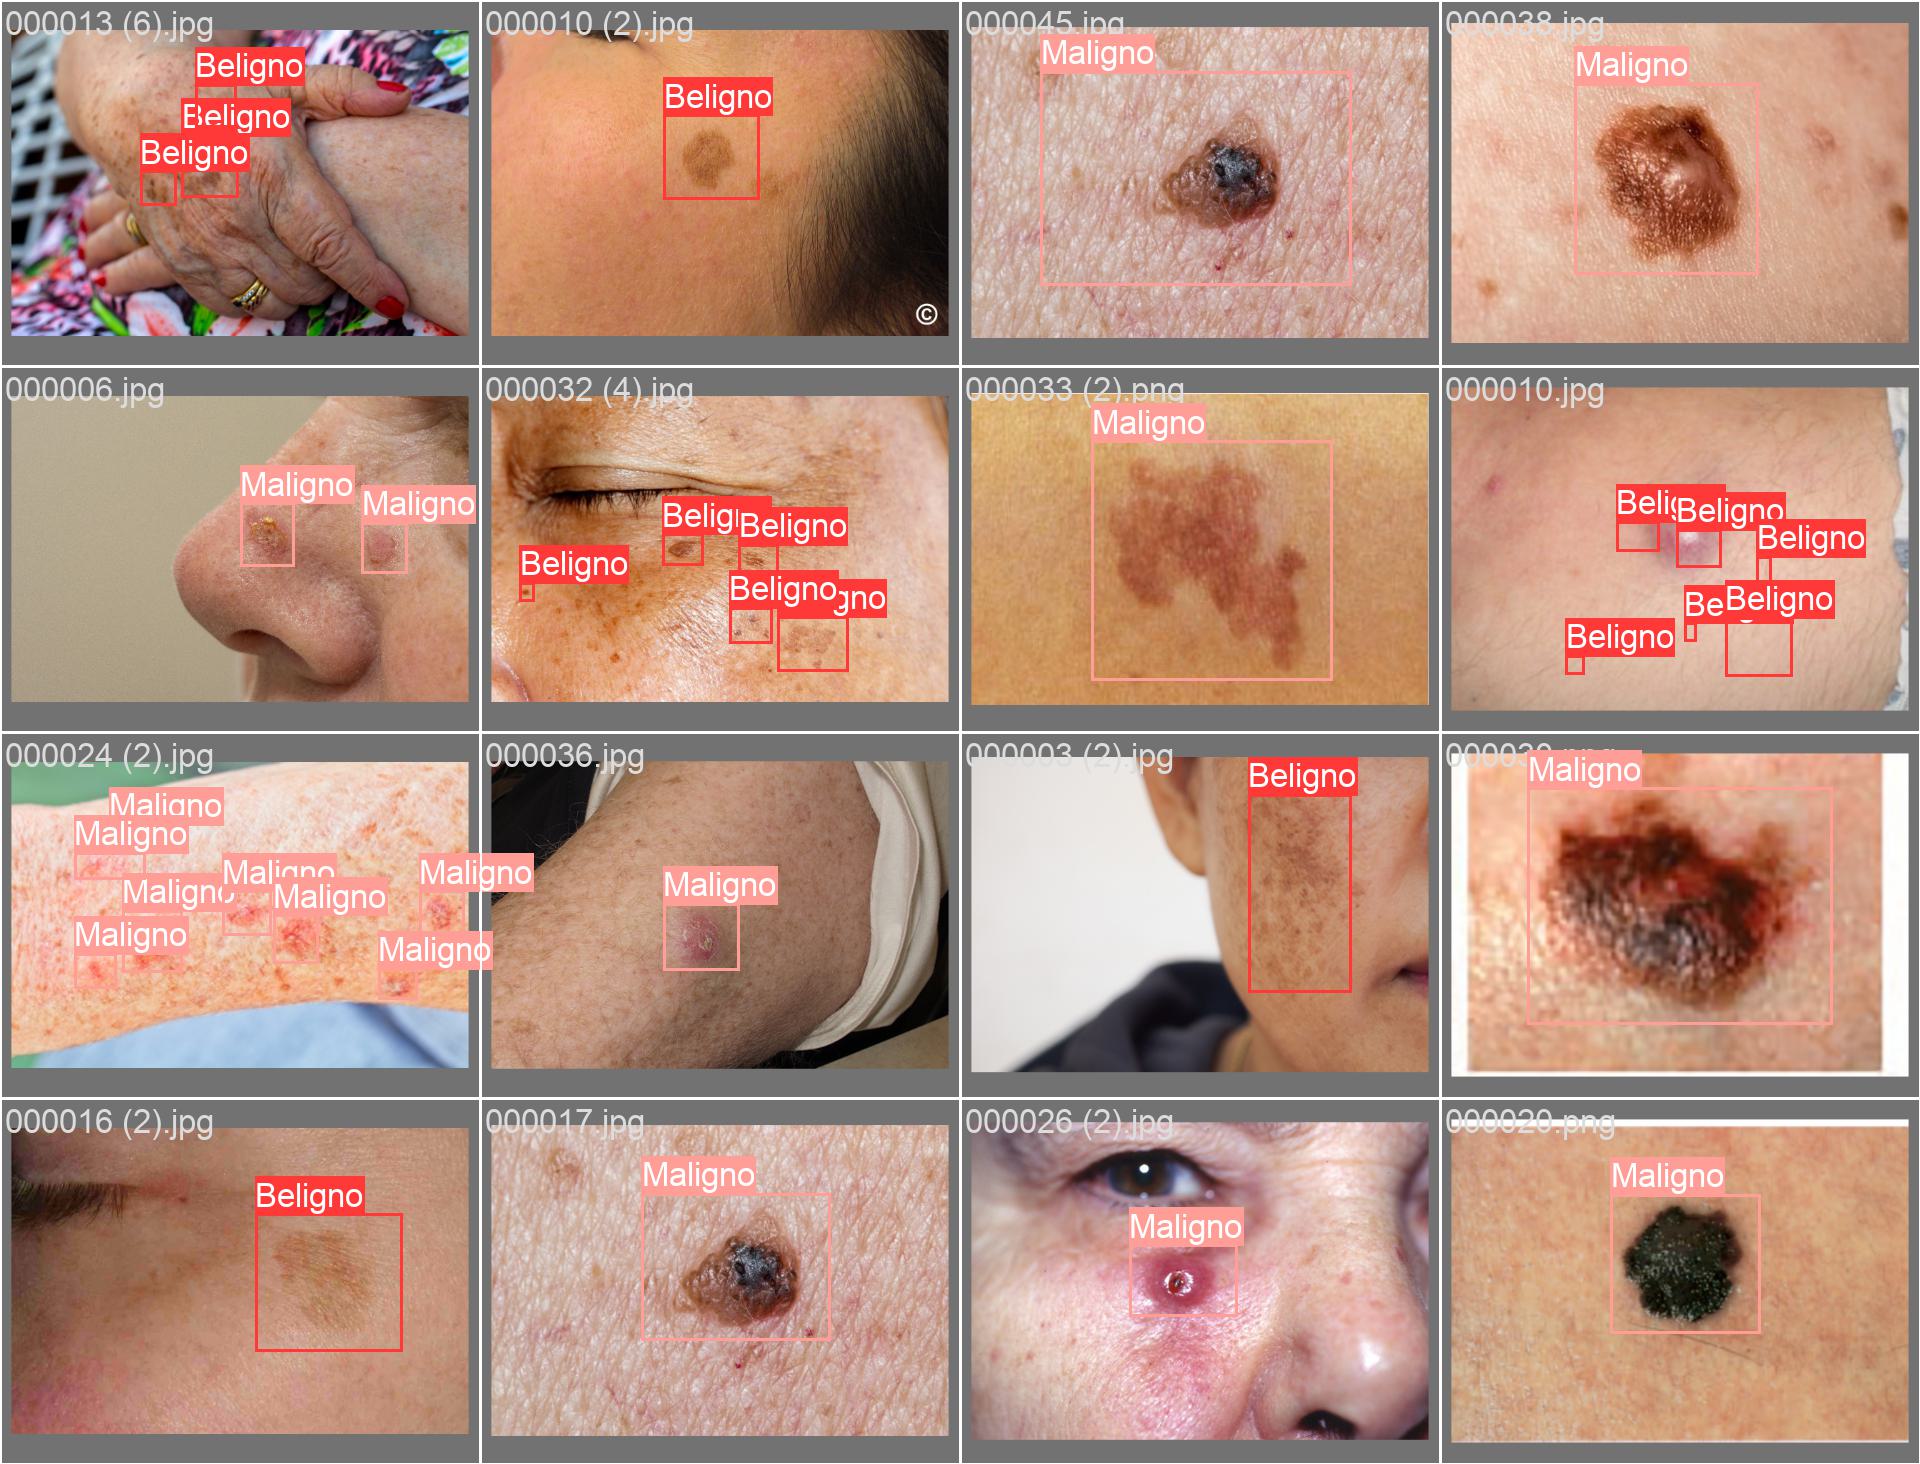 000013 (6).jpg
Beligno
Beligno
Beligno
000010 (2).jpg
Beligno
©
000045.jpg
Maligno
000038.jpg
Maligno
000006.jpg
Maligno
Maligno
000032 (4).jpg
Beligno
Beligno
Beligno
gno
000033 (2).png
Maligno
000010.jpg
Beli
Beligno
Beligno
Be
Beligno
Beligno
000024 (2).jpg
Maligno
Maligno
Maligno
Maligno
Maligno
Maligno
Maligno
Maligno
000036.jpg
Maligno
000003 (2).jpg
Beligno
Maligno
000016 (2).jpg
Beligno
000017.jpg
Maligno
000026 (2).jpg
Maligno
000020.png
Maligno